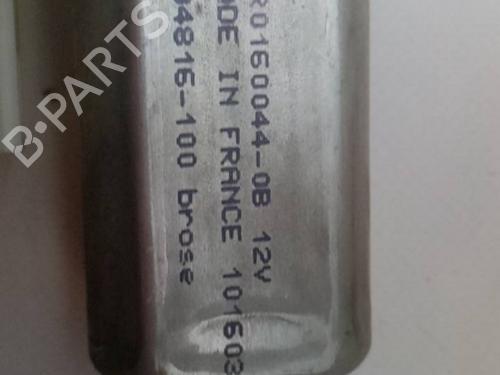 R0160044-0B 12V
DE IN FRANCE 101603
04816-100 brose
B-PARTS